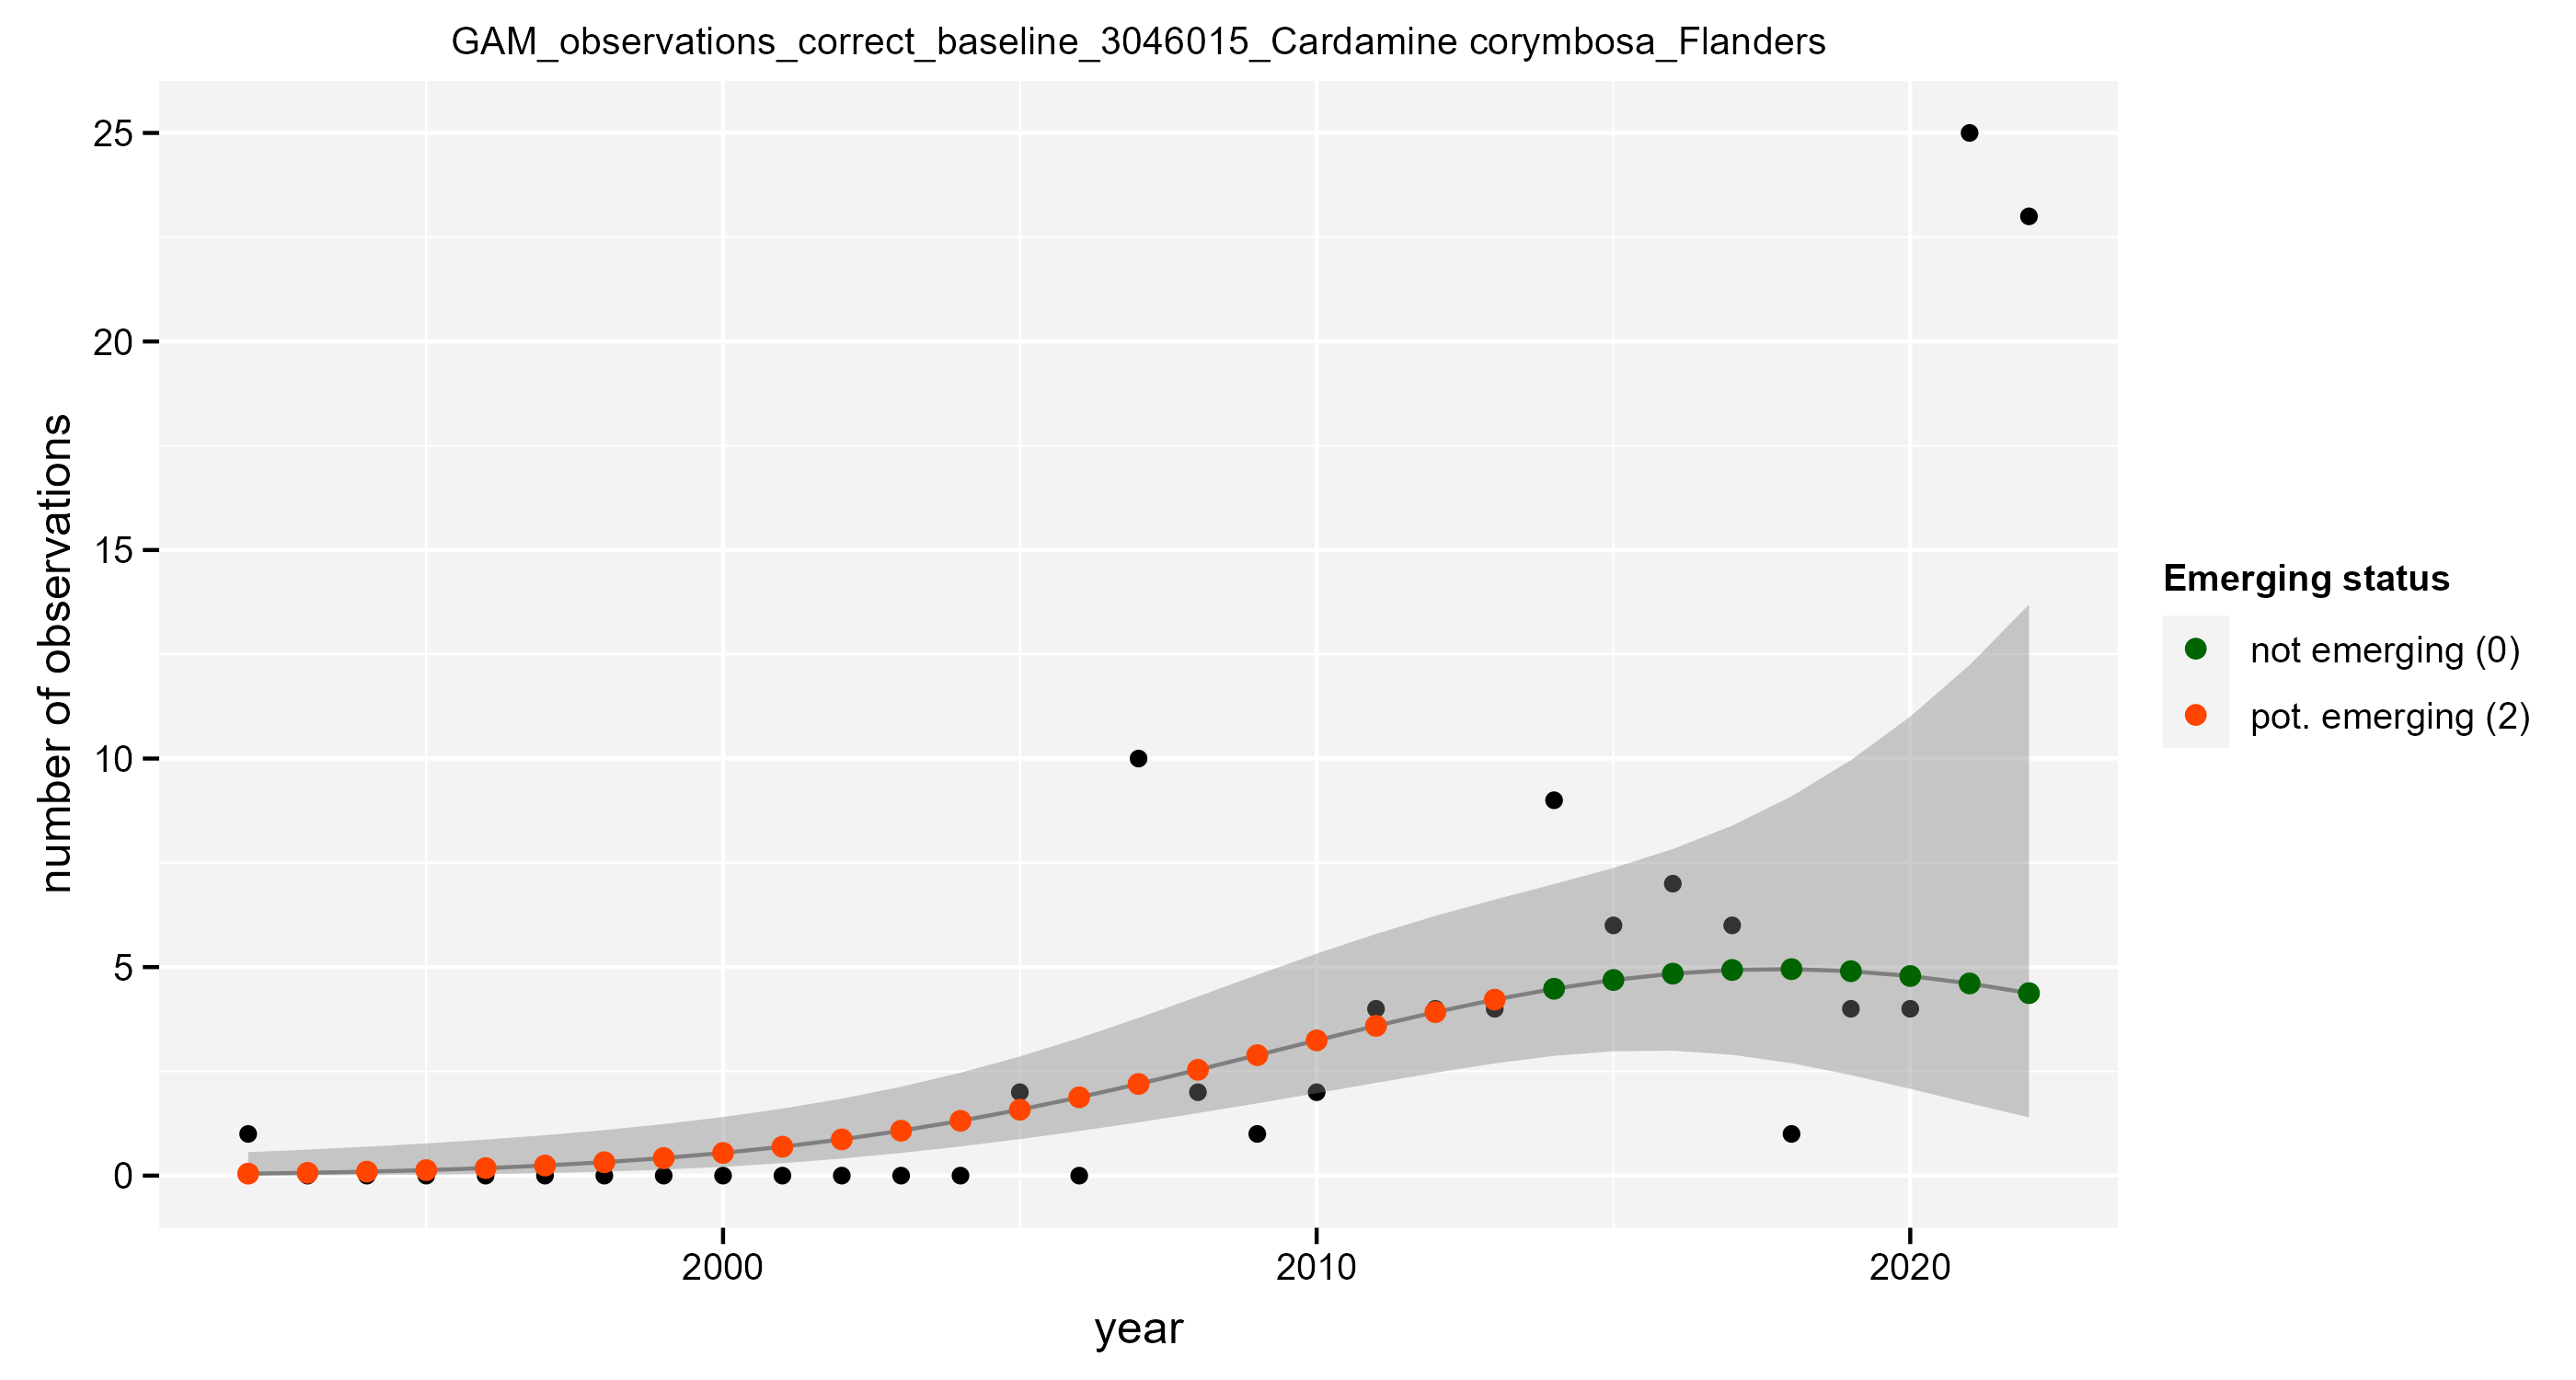 GAM_observations_correct_baseline_3046015_Cardamine corymbosa_Flanders
number of observations
25
20
15
10
5
0
2000
2010
2020
year
Emerging status
not emerging (0)
pot. emerging (2)